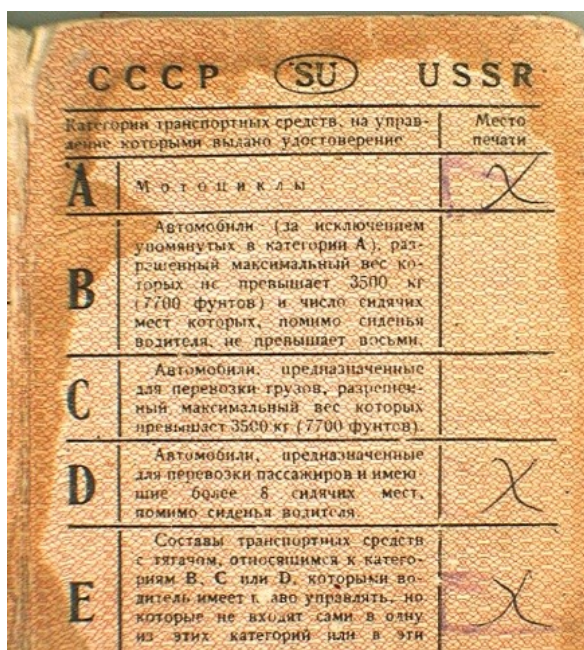 СССР SU USSR
Категории транспортных средств, на управ- Место
дение которыми выдано удостоверение печати
A Мотоциклы X
Автомобили (за исключением
упомянутых в категории А), раз-
решенный максимальный вес ко-
торых не превышает 3500 кг
B (7700 фунтов) и число сидячих
мест которых, помимо сиденья
водителя, не превышает восьми.
Автомобили, предназначенные
для перевозки грузов, разрешен-
C ный максимальный вес которых
превышает 3500 кг (7700 фунтов).
Автомобили, предназначенные
для перевозки пассажиров и имею-
D щие более 8 сидячих мест, X
помимо сиденья водителя.
Составы транспортных средств
с тягачом, относящимся к катего-
риям В, С или D, которыми во-
E дитель имеет право управлять, но X
которые не входят сами в одну
из этих категорий или в эти